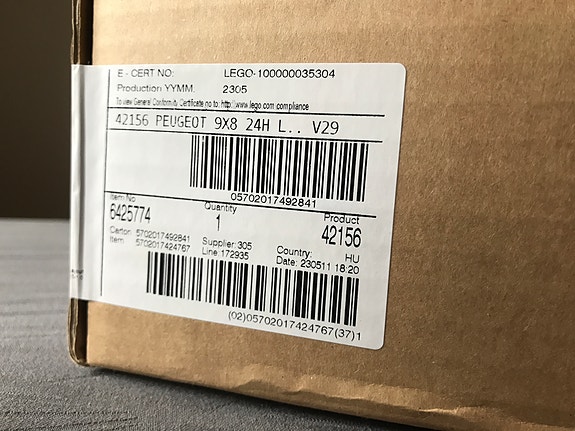 E - CERT NO: LEGO-100000035304
Production YYMM. 2305
To view General Conformity Certificate go to: http://www.lego.com/compliance
42156 PEUGEOT 9X8 24H L.. V29
05702017492841
Item No Quantity Product
6425774 1 42156
Carton: 5702017492841 Supplier: 305 Country: HU
Item 5702017424767 Line: 172935 Date: 230511 18:20
(02)05702017424767(37)1